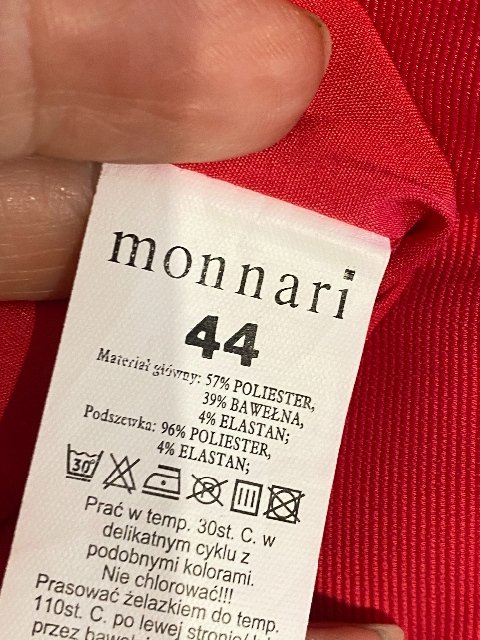 monnari
44
Materiał główny: 57% POLIESTER,
39% BAWEŁNA,
4% ELASTAN;
Podszewka: 96% POLIESTER,
4% ELASTAN;
30°
Prać w temp. 30st. C. w
delikatnym cyklu z
podobnymi kolorami.
Nie chlorować!!!
Prasować żelazkiem do temp.
110st. C. po lewej stronie/
przez